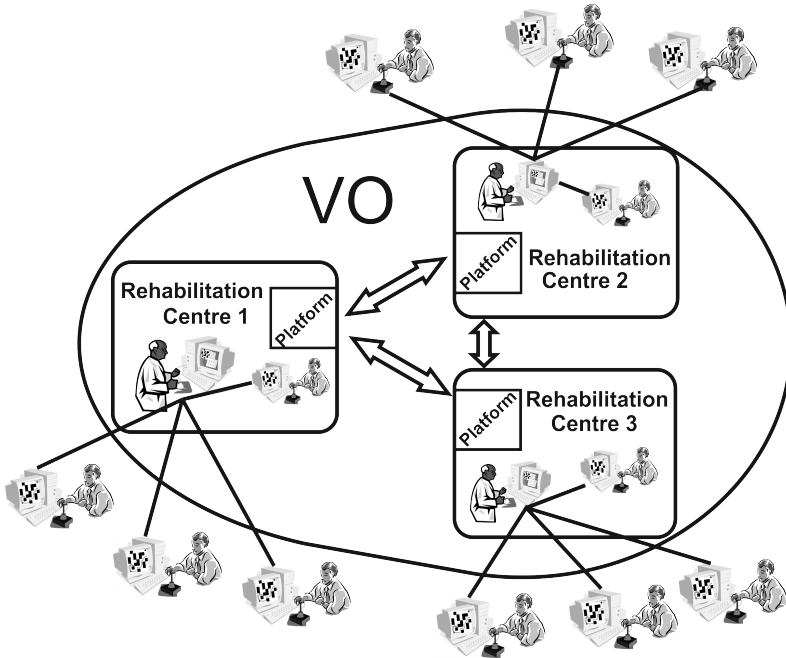 VO
Rehabilitation
Centre 1
Platform
Platform
Rehabilitation
Centre 2
Platform
Rehabilitation
Centre 3